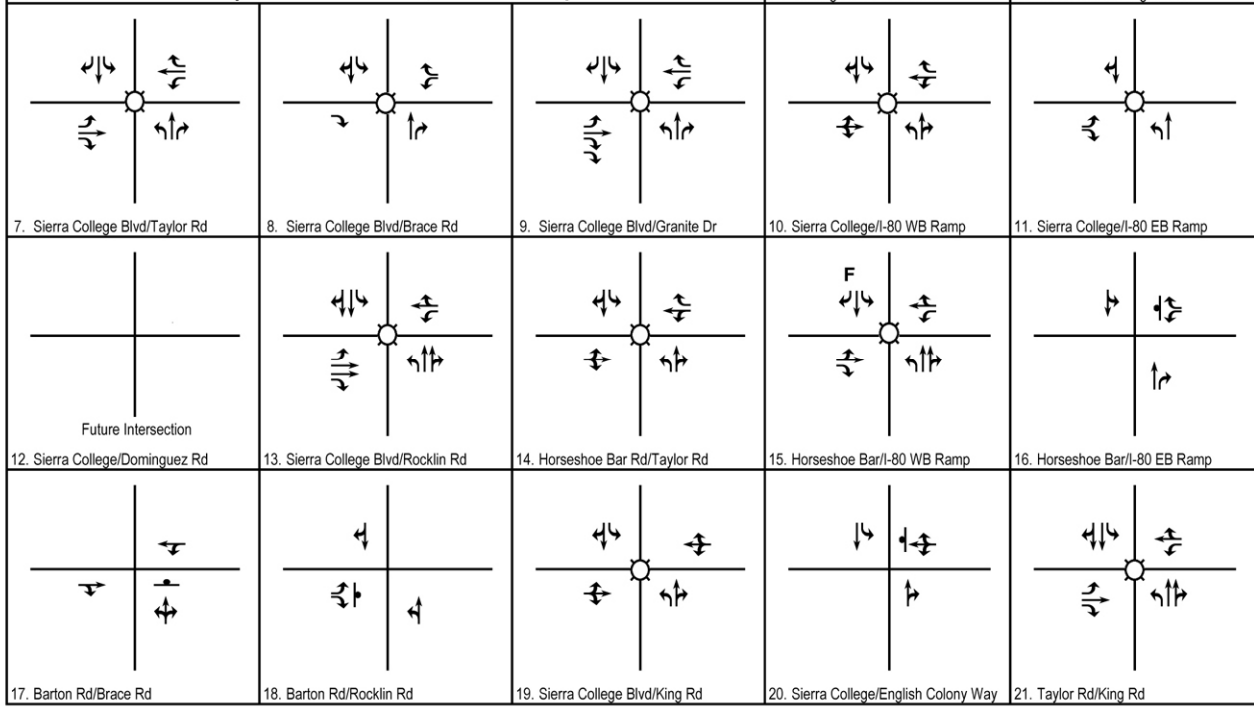 7. Sierra College Blvd/Taylor Rd
8. Sierra College Blvd/Brace Rd
9. Sierra College Blvd/Granite Dr
10. Sierra College/I-80 WB Ramp
11. Sierra College/I-80 EB Ramp
Future Intersection
12. Sierra College/Dominguez Rd
13. Sierra College Blvd/Rocklin Rd
14. Horseshoe Bar Rd/Taylor Rd
F
15. Horseshoe Bar/I-80 WB Ramp
16. Horseshoe Bar/I-80 EB Ramp
17. Barton Rd/Brace Rd
18. Barton Rd/Rocklin Rd
19. Sierra College Blvd/King Rd
20. Sierra College/English Colony Way
21. Taylor Rd/King Rd